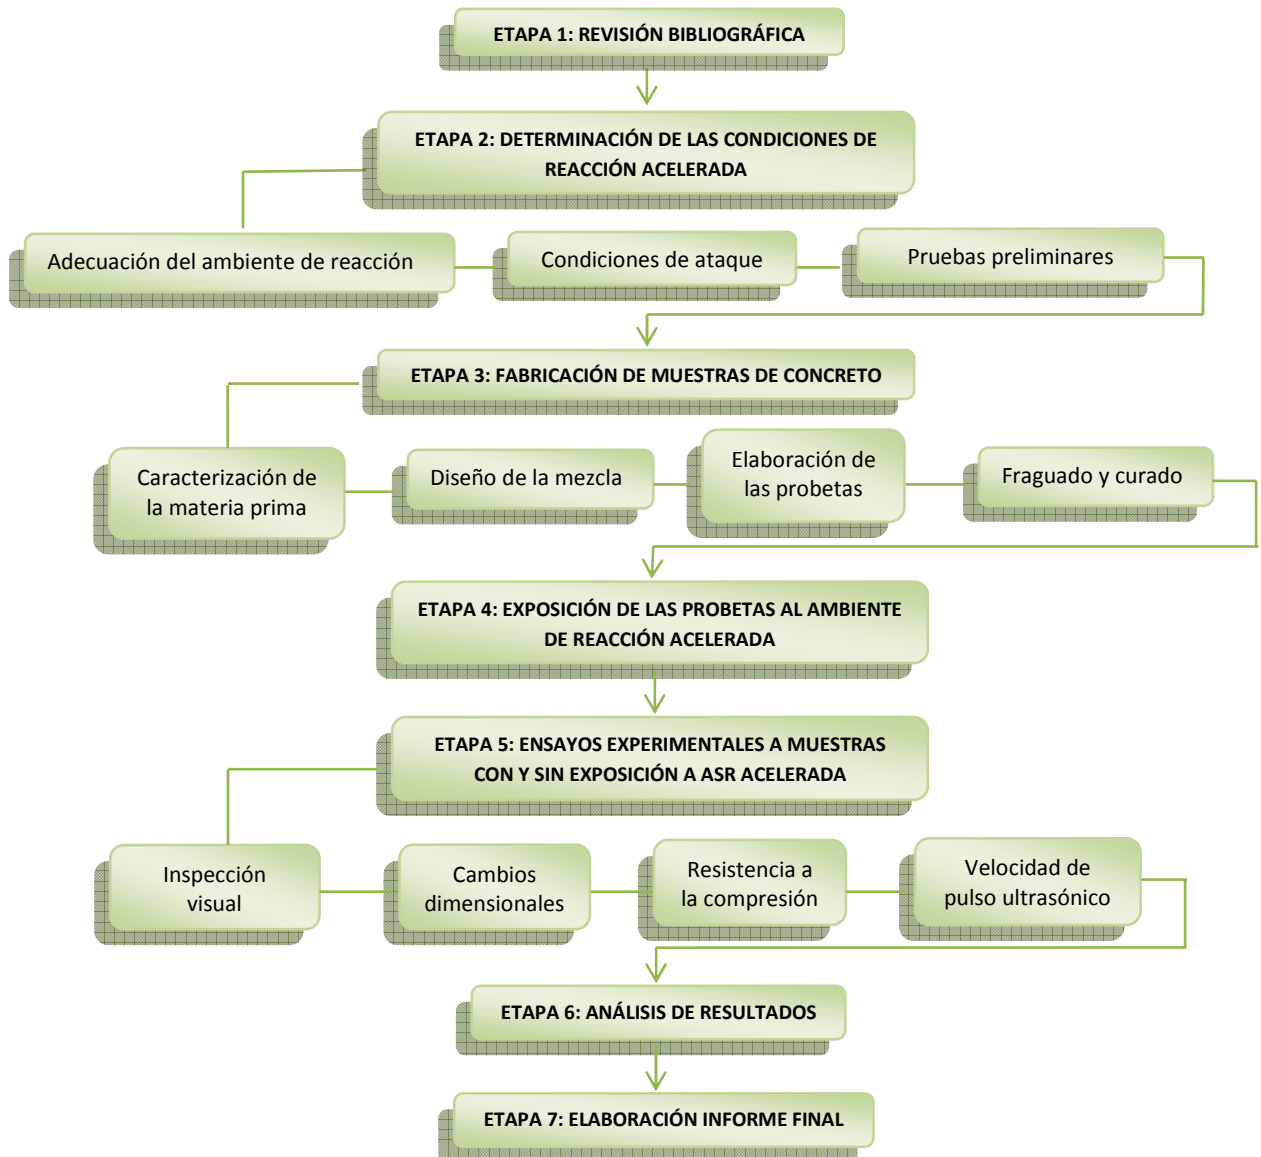 ETAPA 1: REVISIÓN BIBLIOGRÁFICA
ETAPA 2: DETERMINACIÓN DE LAS CONDICIONES DE
REACCIÓN ACELERADA
Adecuación del ambiente de reacción
Condiciones de ataque
Pruebas preliminares
ETAPA 3: FABRICACIÓN DE MUESTRAS DE CONCRETO
Caracterización de
la materia prima
Diseño de la mezcla
Elaboración de
las probetas
Fraguado y curado
ETAPA 4: EXPOSICIÓN DE LAS PROBETAS AL AMBIENTE
DE REACCIÓN ACELERADA
ETAPA 5: ENSAYOS EXPERIMENTALES A MUESTRAS
CON Y SIN EXPOSICIÓN A ASR ACELERADA
Inspección
visual
Cambios
dimensionales
Resistencia a
la compresión
Velocidad de
pulso ultrasónico
ETAPA 6: ANÁLISIS DE RESULTADOS
ETAPA 7: ELABORACIÓN INFORME FINAL